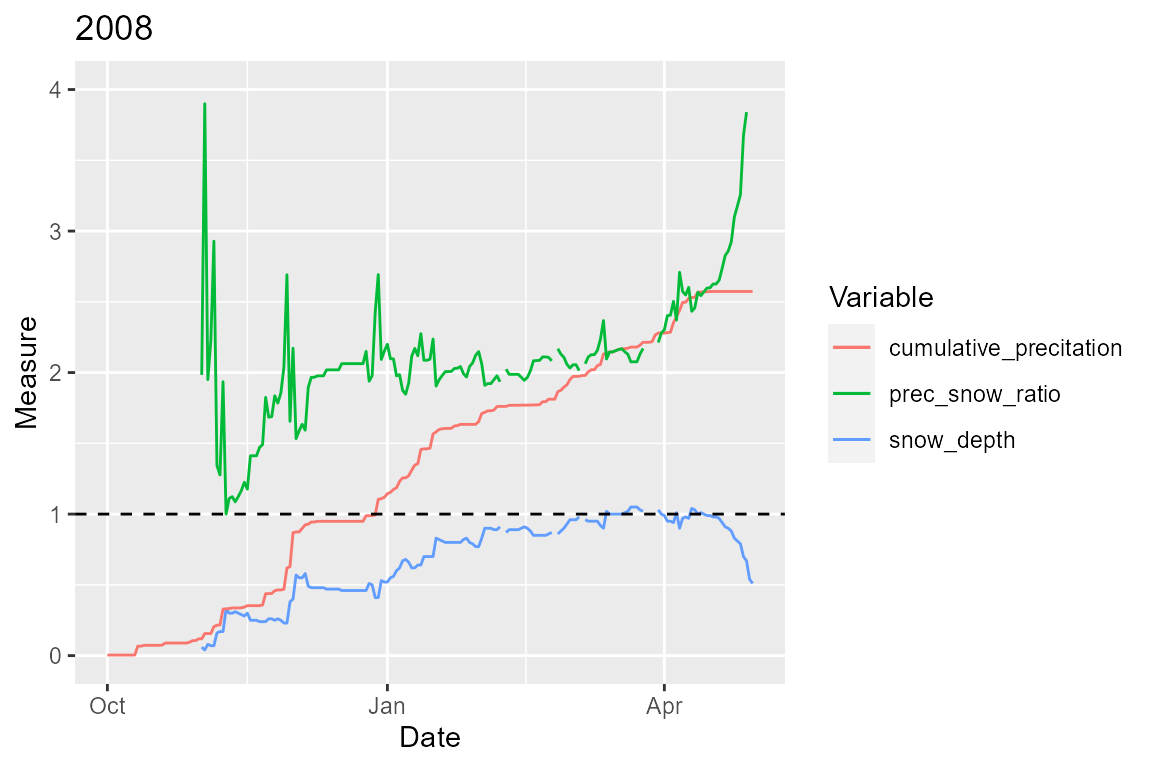 2008
Measure
4
3
2
1
0
Oct
Jan
Apr
Date
Variable
cumulative_precitation
prec_snow_ratio
snow_depth